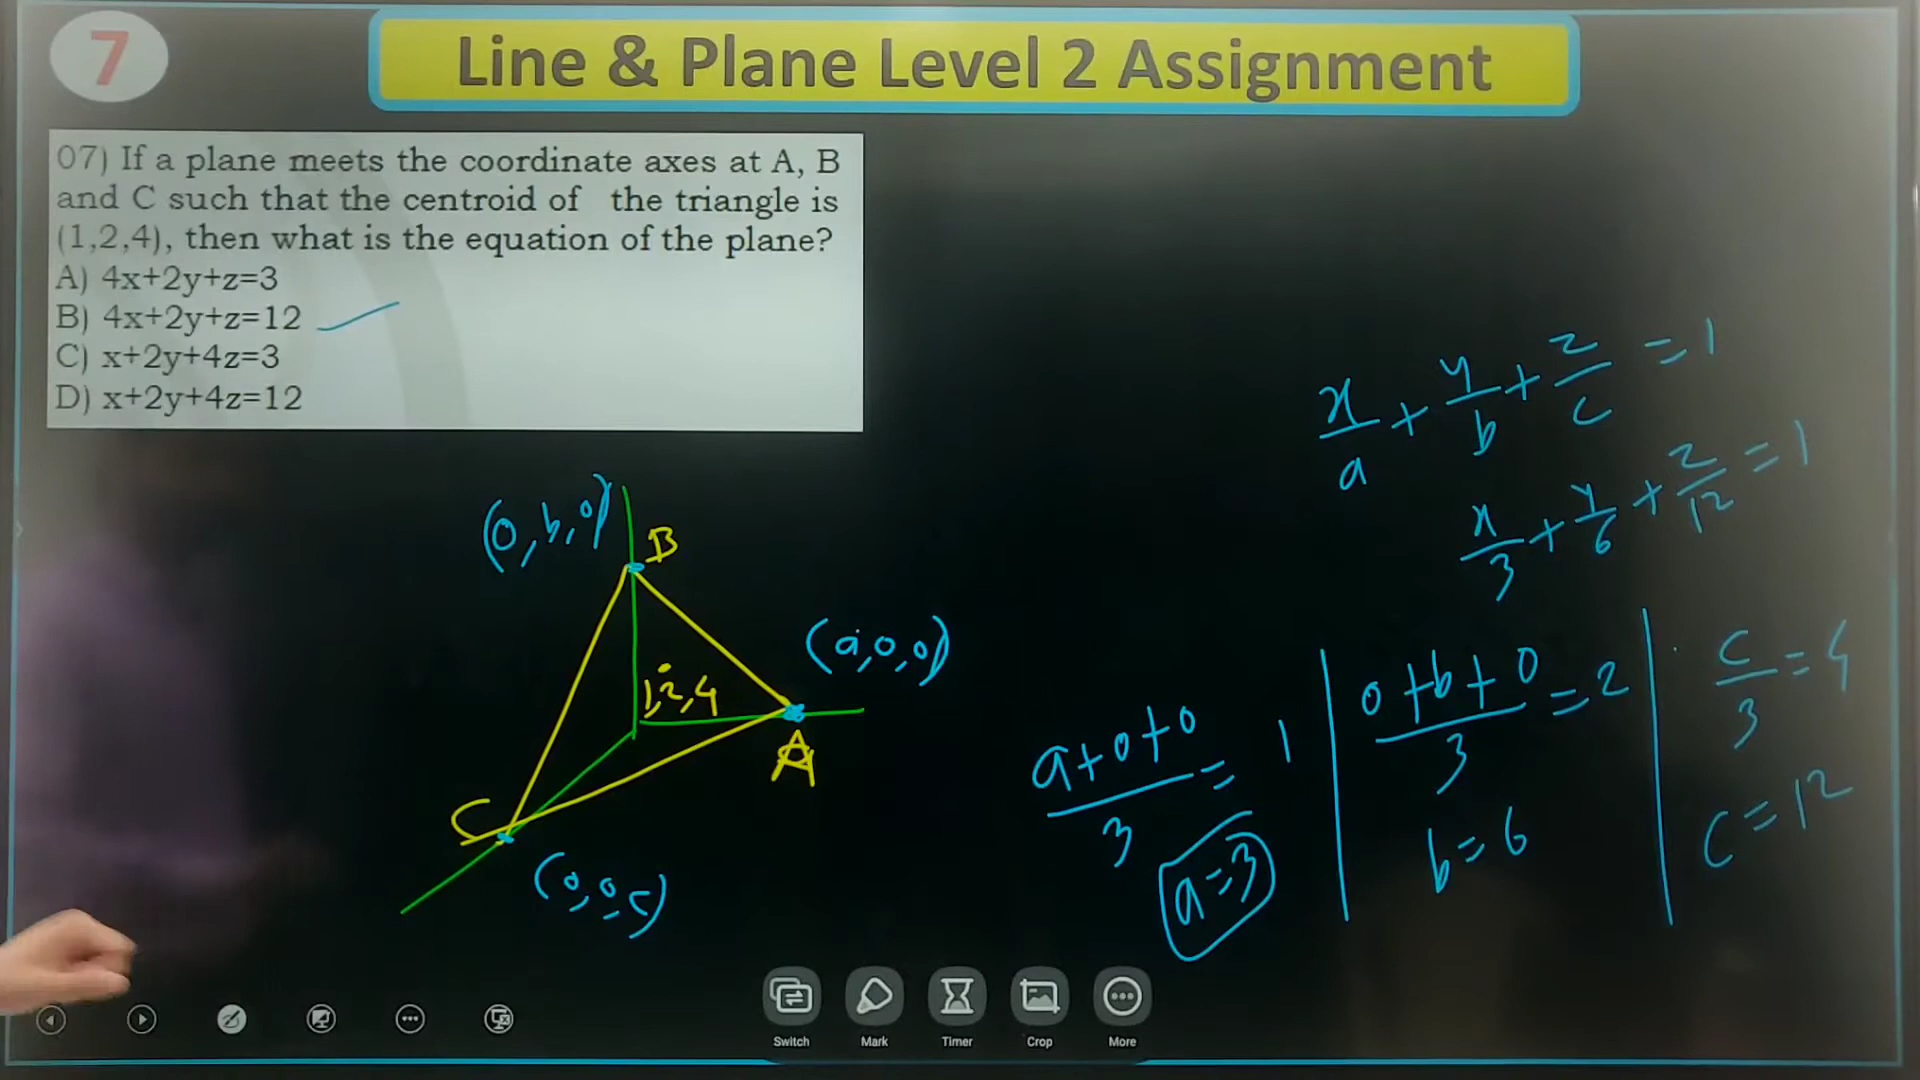 7
Line & Plane Level 2 Assignment
07) If a plane meets the coordinate axes at A, B
and C such that the centroid of the triangle is
(1,2,4), then what is the equation of the plane?
A) 4x+2y+z=3
B) 4x+2y+z=12
C) x+2y+4z=3
D) x+2y+4z=12
x/a + y/b + z/c = 1
x/3 + y/6 + z/12 = 1
(0, b, 0)
B
(a, 0, 0)
1,2,4
A
C
(0, 0, c)
a+0+0/3 = 1
a=3
0+b+0/3 = 2
b=6
c/3 = 4
c=12
Switch
Mark
Timer
Crop
More